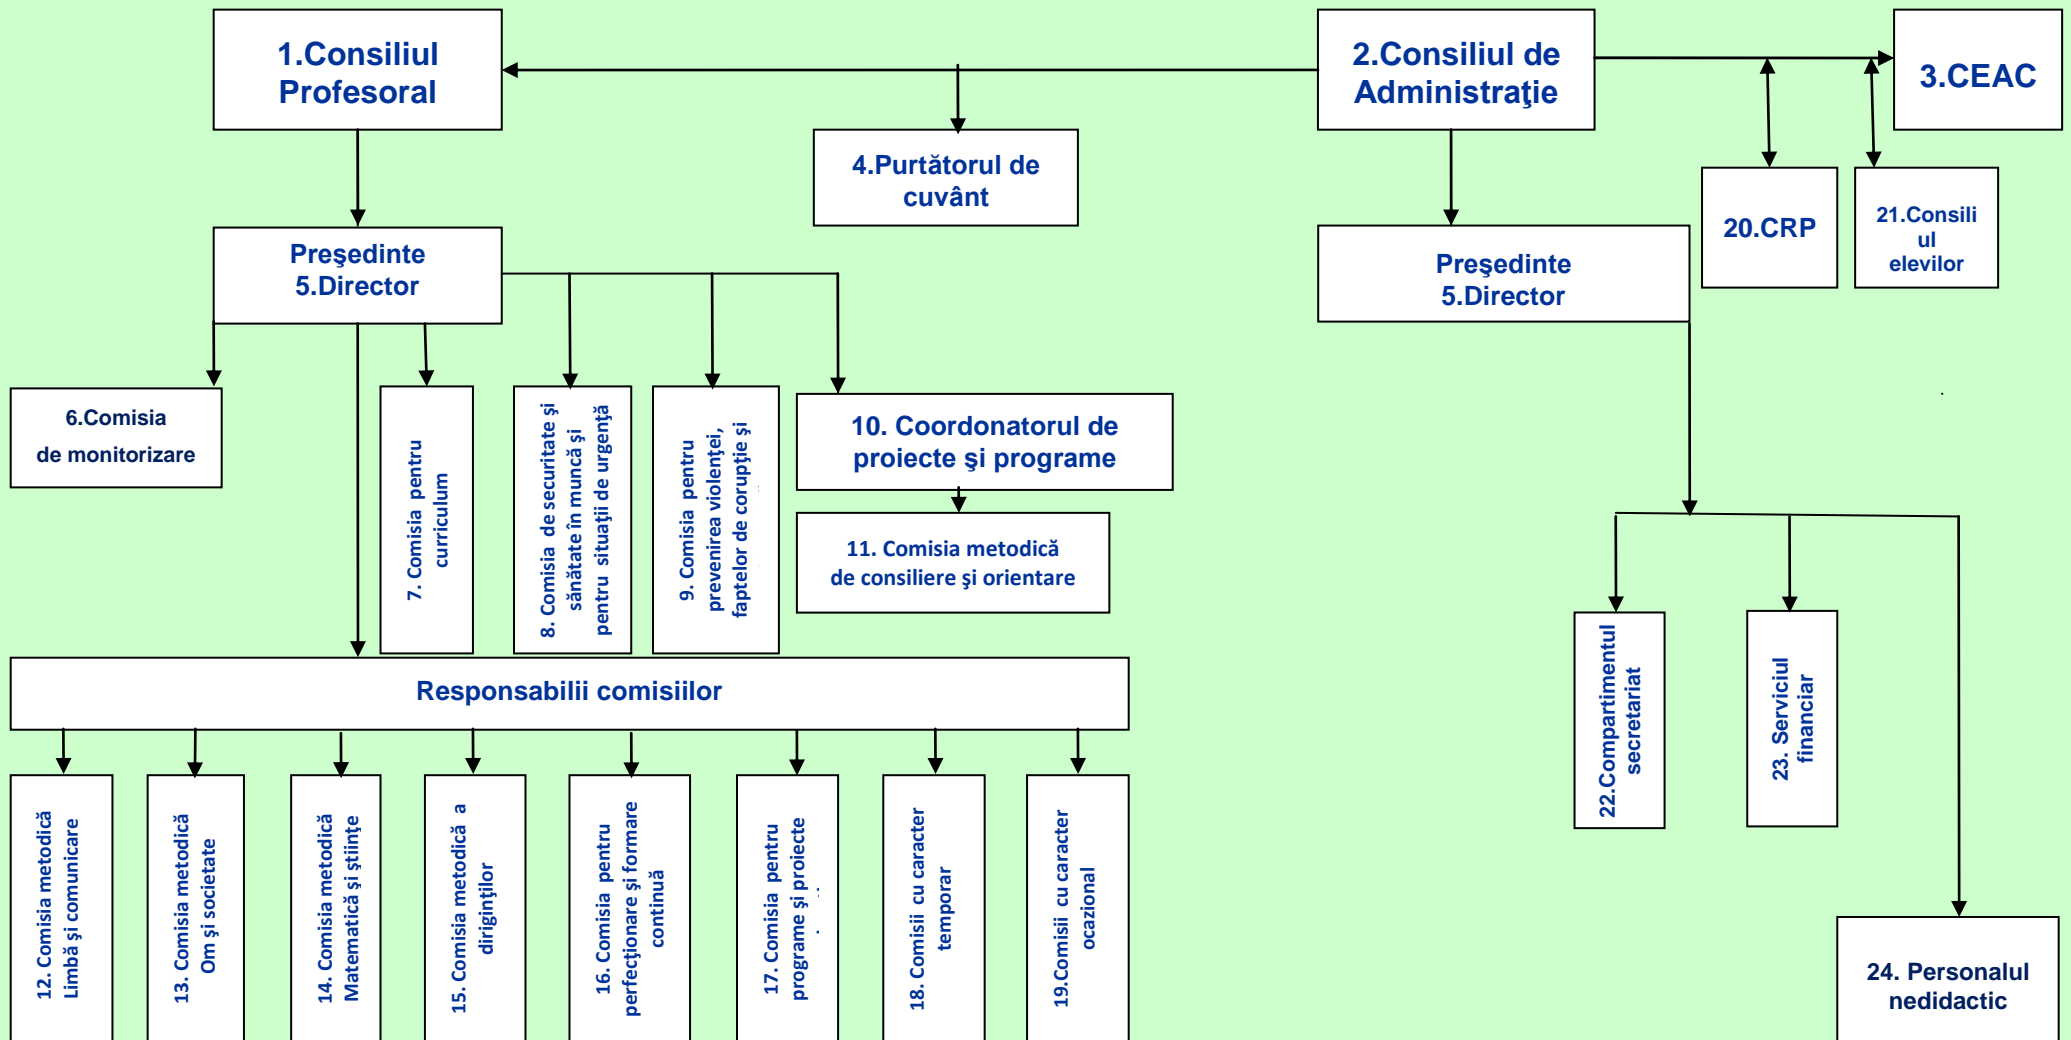 1.Consiliul
Profesoral
2.Consiliul de
Administraţie
3.CEAC
4.Purtătorul de
cuvânt
Preşedinte
5.Director
Preşedinte
5.Director
20.CRP
21.Consili
ul
elevilor
6.Comisia
de monitorizare
7. Comisia pentru
curriculum
8. Comisia de securitate şi
sănătate în muncă şi
pentru situaţii de urgenţă
9. Comisia pentru
prevenirea violenţei,
faptelor de corupţie şi
10. Coordonatorul de
proiecte şi programe
11. Comisia metodică
de consiliere şi orientare
Responsabilii comisiilor
12. Comisia metodică
Limbă şi comunicare
13. Comisia metodică
Om şi societate
14. Comisia metodică
Matematică şi ştiinţe
15. Comisia metodică a
diriginţilor
16. Comisia pentru
perfecţionare şi formare
continuă
17. Comisia pentru
programe şi proiecte
18. Comisii cu caracter
temporar
19.Comisii cu caracter
ocazional
22.Compartimentul
secretariat
23. Serviciul
financiar
24. Personalul
nedidactic